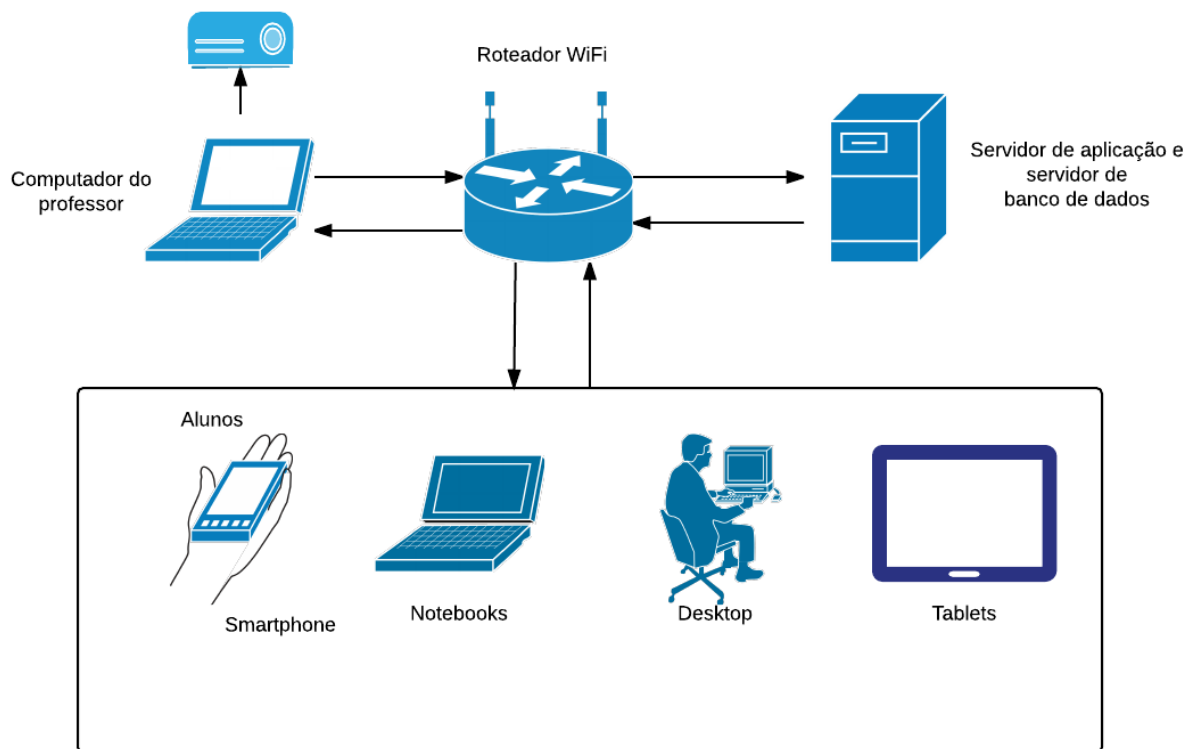 Roteador WiFi
Computador do
professor
Servidor de aplicação e
servidor de
banco de dados
Alunos
Smartphone
Notebooks
Desktop
Tablets